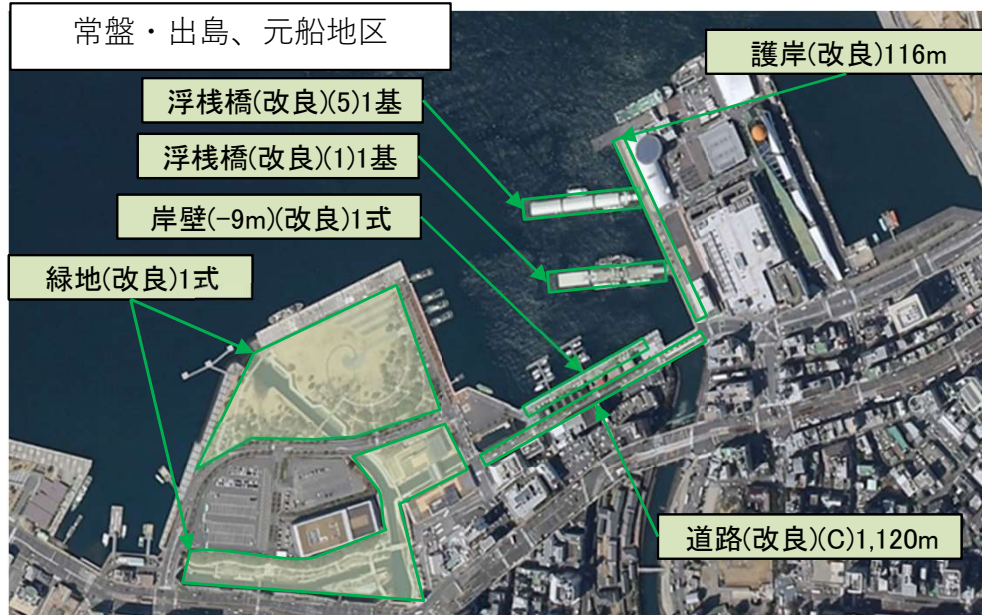 常盤・出島、元船地区
護岸(改良)116m
浮桟橋(改良)(5)1基
浮桟橋(改良)(1)1基
岸壁(-9m)(改良)1式
緑地(改良)1式
道路(改良)(C)1,120m